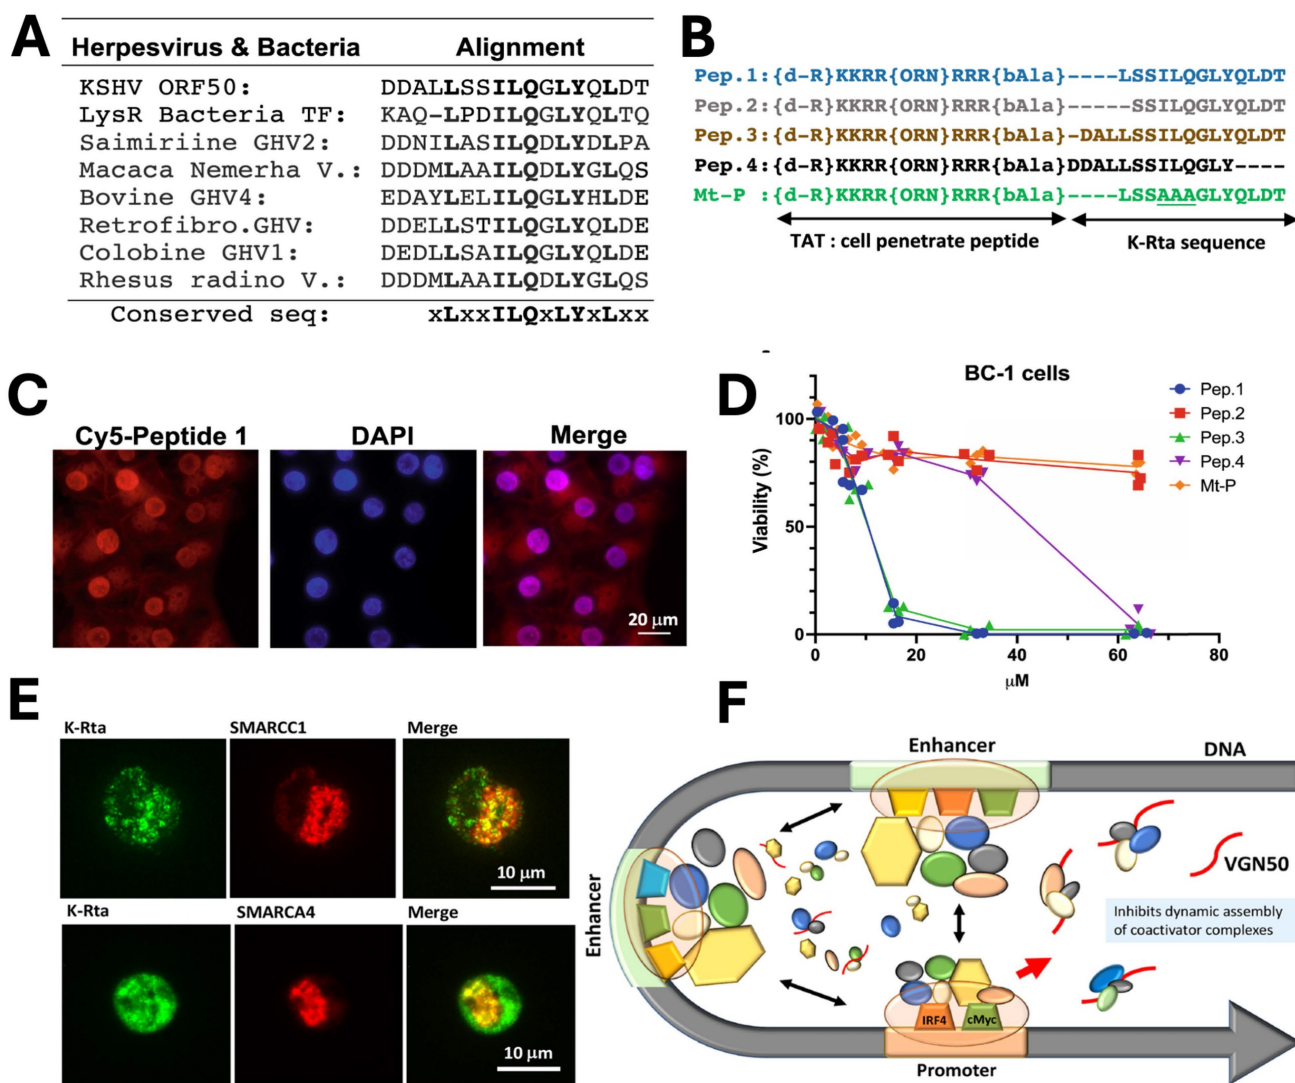 A
Herpesvirus & Bacteria Alignment
KSHV ORF50: DDALLSSILQGLYQLDT
LysR Bacteria TF: KAQ-LPDILQGLYQLTQ
Saimiriine GHV2: DDNILASILQDLYDLPA
Macaca Nemerha V.: DDDMLAAILQDLYGLQS
Bovine GHV4: EDAYLELILQGLYHLDE
Retrofibro.GHV: DDELLSTILQGLYQLDE
Colobine GHV1: DEDLLSAILQGLYQLDE
Rhesus radino V.: DDDMLAAILQDLYGLQS
Conserved seq: xLxxILQxLYxLxx
B
Pep.1:{d-R}KKRR{ORN}RRR{bAla}----LSSILQGLYQLDT
Pep.2:{d-R}KKRR{ORN}RRR{bAla}-----SSILQGLYQLDT
Pep.3:{d-R}KKRR{ORN}RRR{bAla}-DALLSSILQGLYQLDT
Pep.4:{d-R}KKRR{ORN}RRR{bAla}DDALLSSILQGLY----
Mt-P :{d-R}KKRR{ORN}RRR{bAla}----LSSAAAGLYQLDT
TAT : cell penetrate peptide K-Rta sequence
C
Cy5-Peptide 1 DAPI Merge
20 µm
D
BC-1 cells
Viability (%)
100
50
0
0 20 40 60 80
µM
Pep.1
Pep.2
Pep.3
Pep.4
Mt-P
E
K-Rta SMARCC1 Merge
10 µm
K-Rta SMARCA4 Merge
10 µm
F
Enhancer DNA
Enhancer
VGN50
Inhibits dynamic assembly
of coactivator complexes
IRF4 cMyc
Promoter